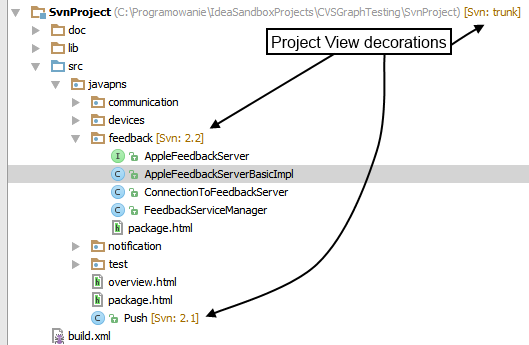 SvnProject (C:\Programowanie\IdeaSandboxProjects\CVSGraphTesting\SvnProject) [Svn: trunk]
doc
Project View decorations
lib
src
javapns
communication
devices
feedback [Svn: 2.2]
I AppleFeedbackServer
C AppleFeedbackServerBasicImpl
C ConnectionToFeedbackServer
C FeedbackServiceManager
h package.html
notification
test
h overview.html
h package.html
C Push [Svn: 2.1]
build.xml